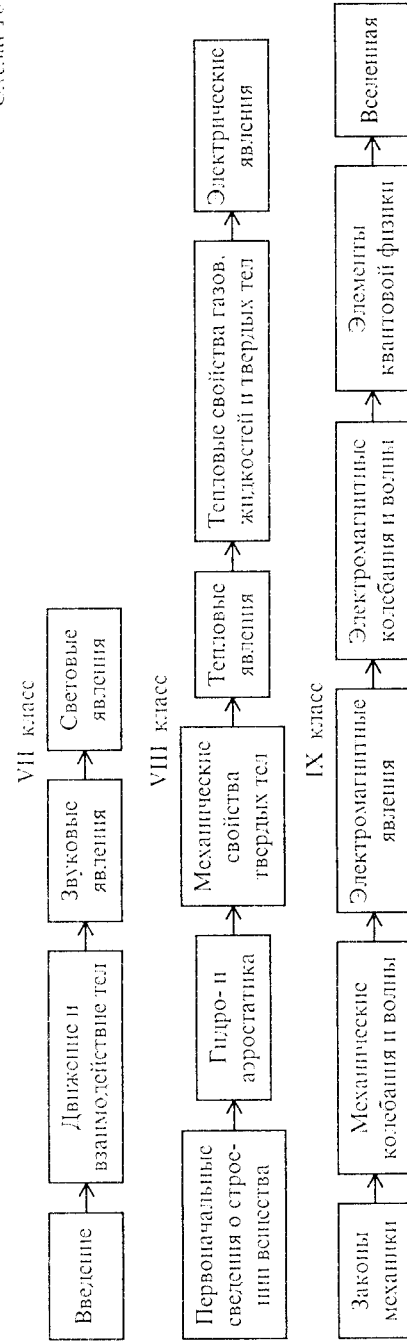 VII класс
Введение
Движение и
взаимодействие тел
Звуковые
явления
Световые
явления
VIII класс
Первоначальные
сведения о строе-
нии вещества
Гидро- и
аэростатика
Механические
свойства
твердых тел
Тепловые
явления
Тепловые свойства газов,
жидкостей и твердых тел
Электрические
явления
IX класс
Законы
механики
Механические
колебания и волны
Электромагнитные
явления
Электромагнитные
колебания и волны
Элементы
квантовой физики
Вселенная